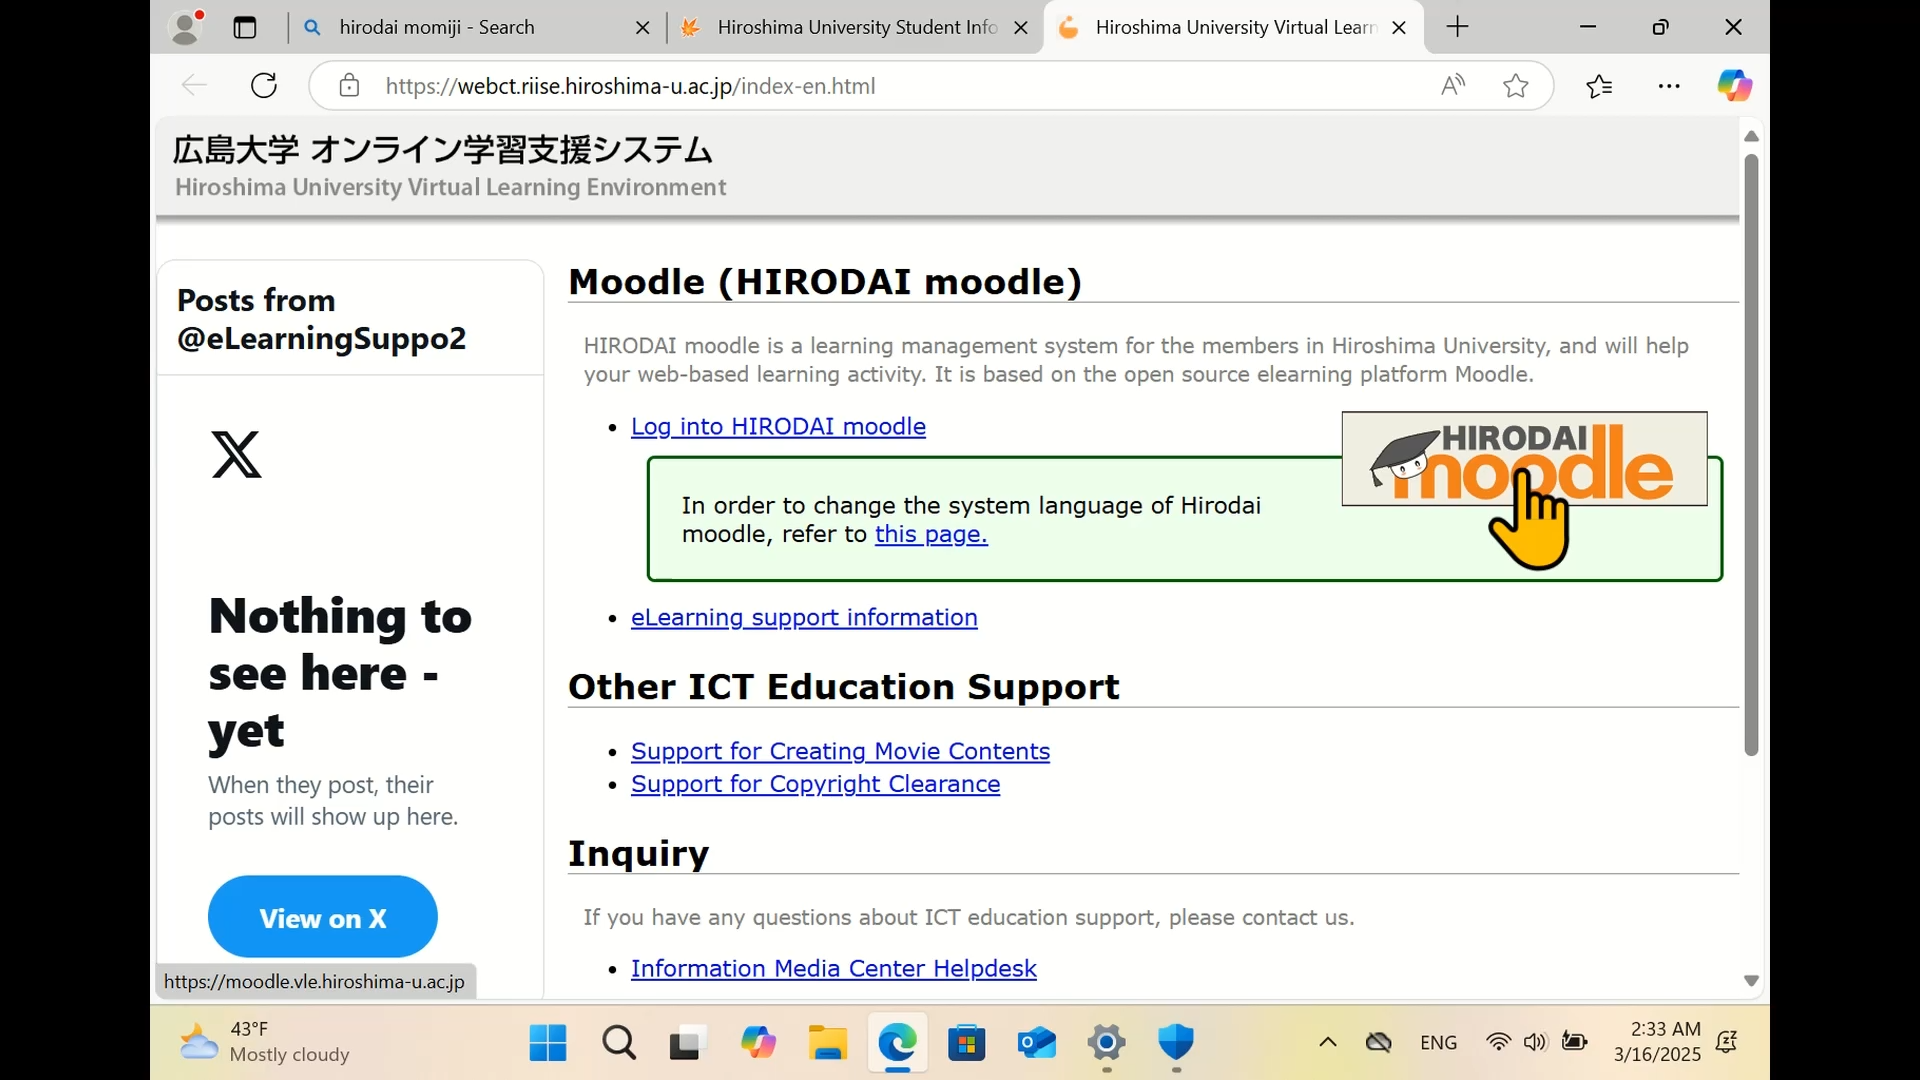 hirodai momiji - Search
Hiroshima University Student Info
Hiroshima University Virtual Learn
https://webct.riise.hiroshima-u.ac.jp/index-en.html
広島大学 オンライン学習支援システム
Hiroshima University Virtual Learning Environment
Posts from
@eLearningSuppo2
Nothing to
see here -
yet
When they post, their
posts will show up here.
View on X
https://moodle.vle.hiroshima-u.ac.jp
Moodle (HIRODAI moodle)
HIRODAI moodle is a learning management system for the members in Hiroshima University, and will help
your web-based learning activity. It is based on the open source elearning platform Moodle.
• Log into HIRODAI moodle
HIRODAI
moodle
In order to change the system language of Hirodai
moodle, refer to this page.
• eLearning support information
Other ICT Education Support
• Support for Creating Movie Contents
• Support for Copyright Clearance
Inquiry
If you have any questions about ICT education support, please contact us.
• Information Media Center Helpdesk
43°F
Mostly cloudy
ENG
2:33 AM
3/16/2025